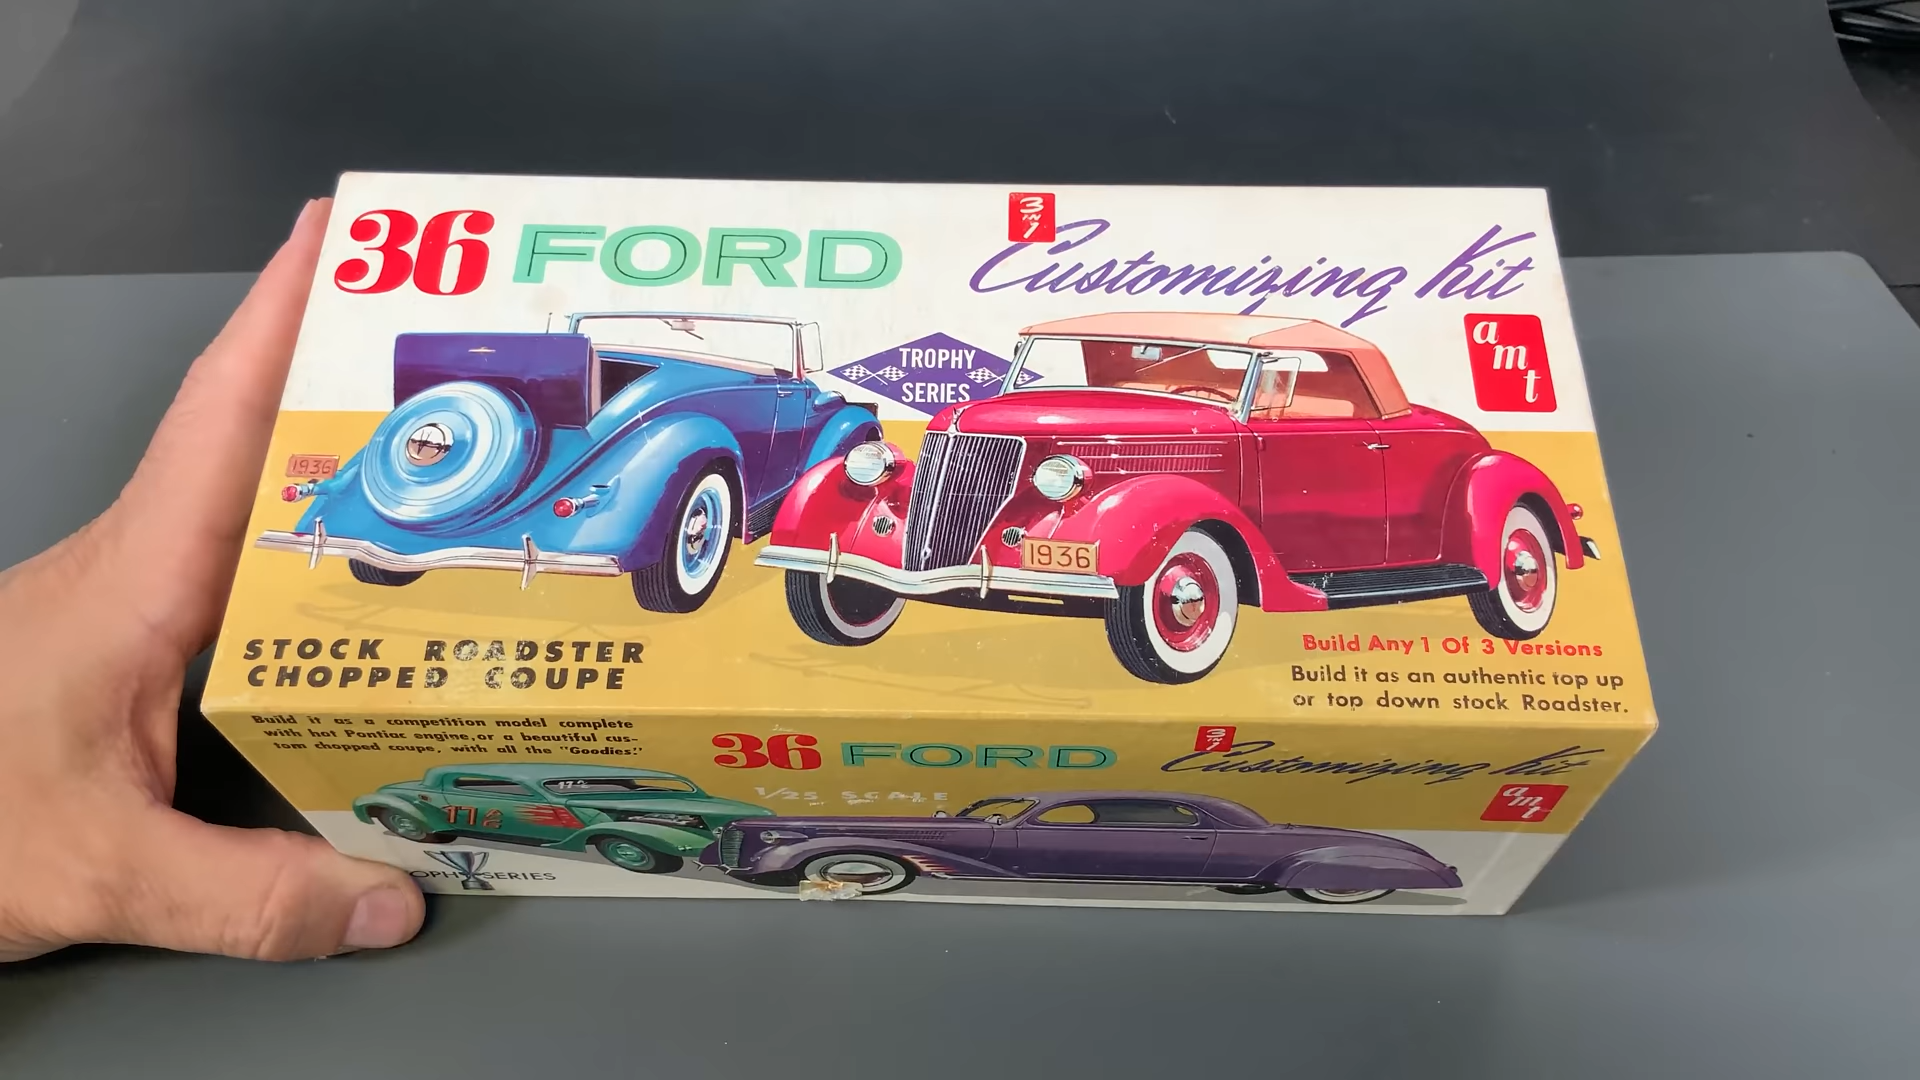 36 FORD
3 IN 1
Customizing Kit
amt
TROPHY
SERIES
1936
1936
STOCK ROADSTER
CHOPPED COUPE
Build Any 1 Of 3 Versions
Build it as an authentic top up
or top down stock Roadster.
Build it as a competition model complete
with hot Pontiac engine, or a beautiful cus-
tom chopped coupe, with all the "Goodies."
36 FORD
3 IN 1
Customizing Kit
amt
1/25 SCALE
SERIES